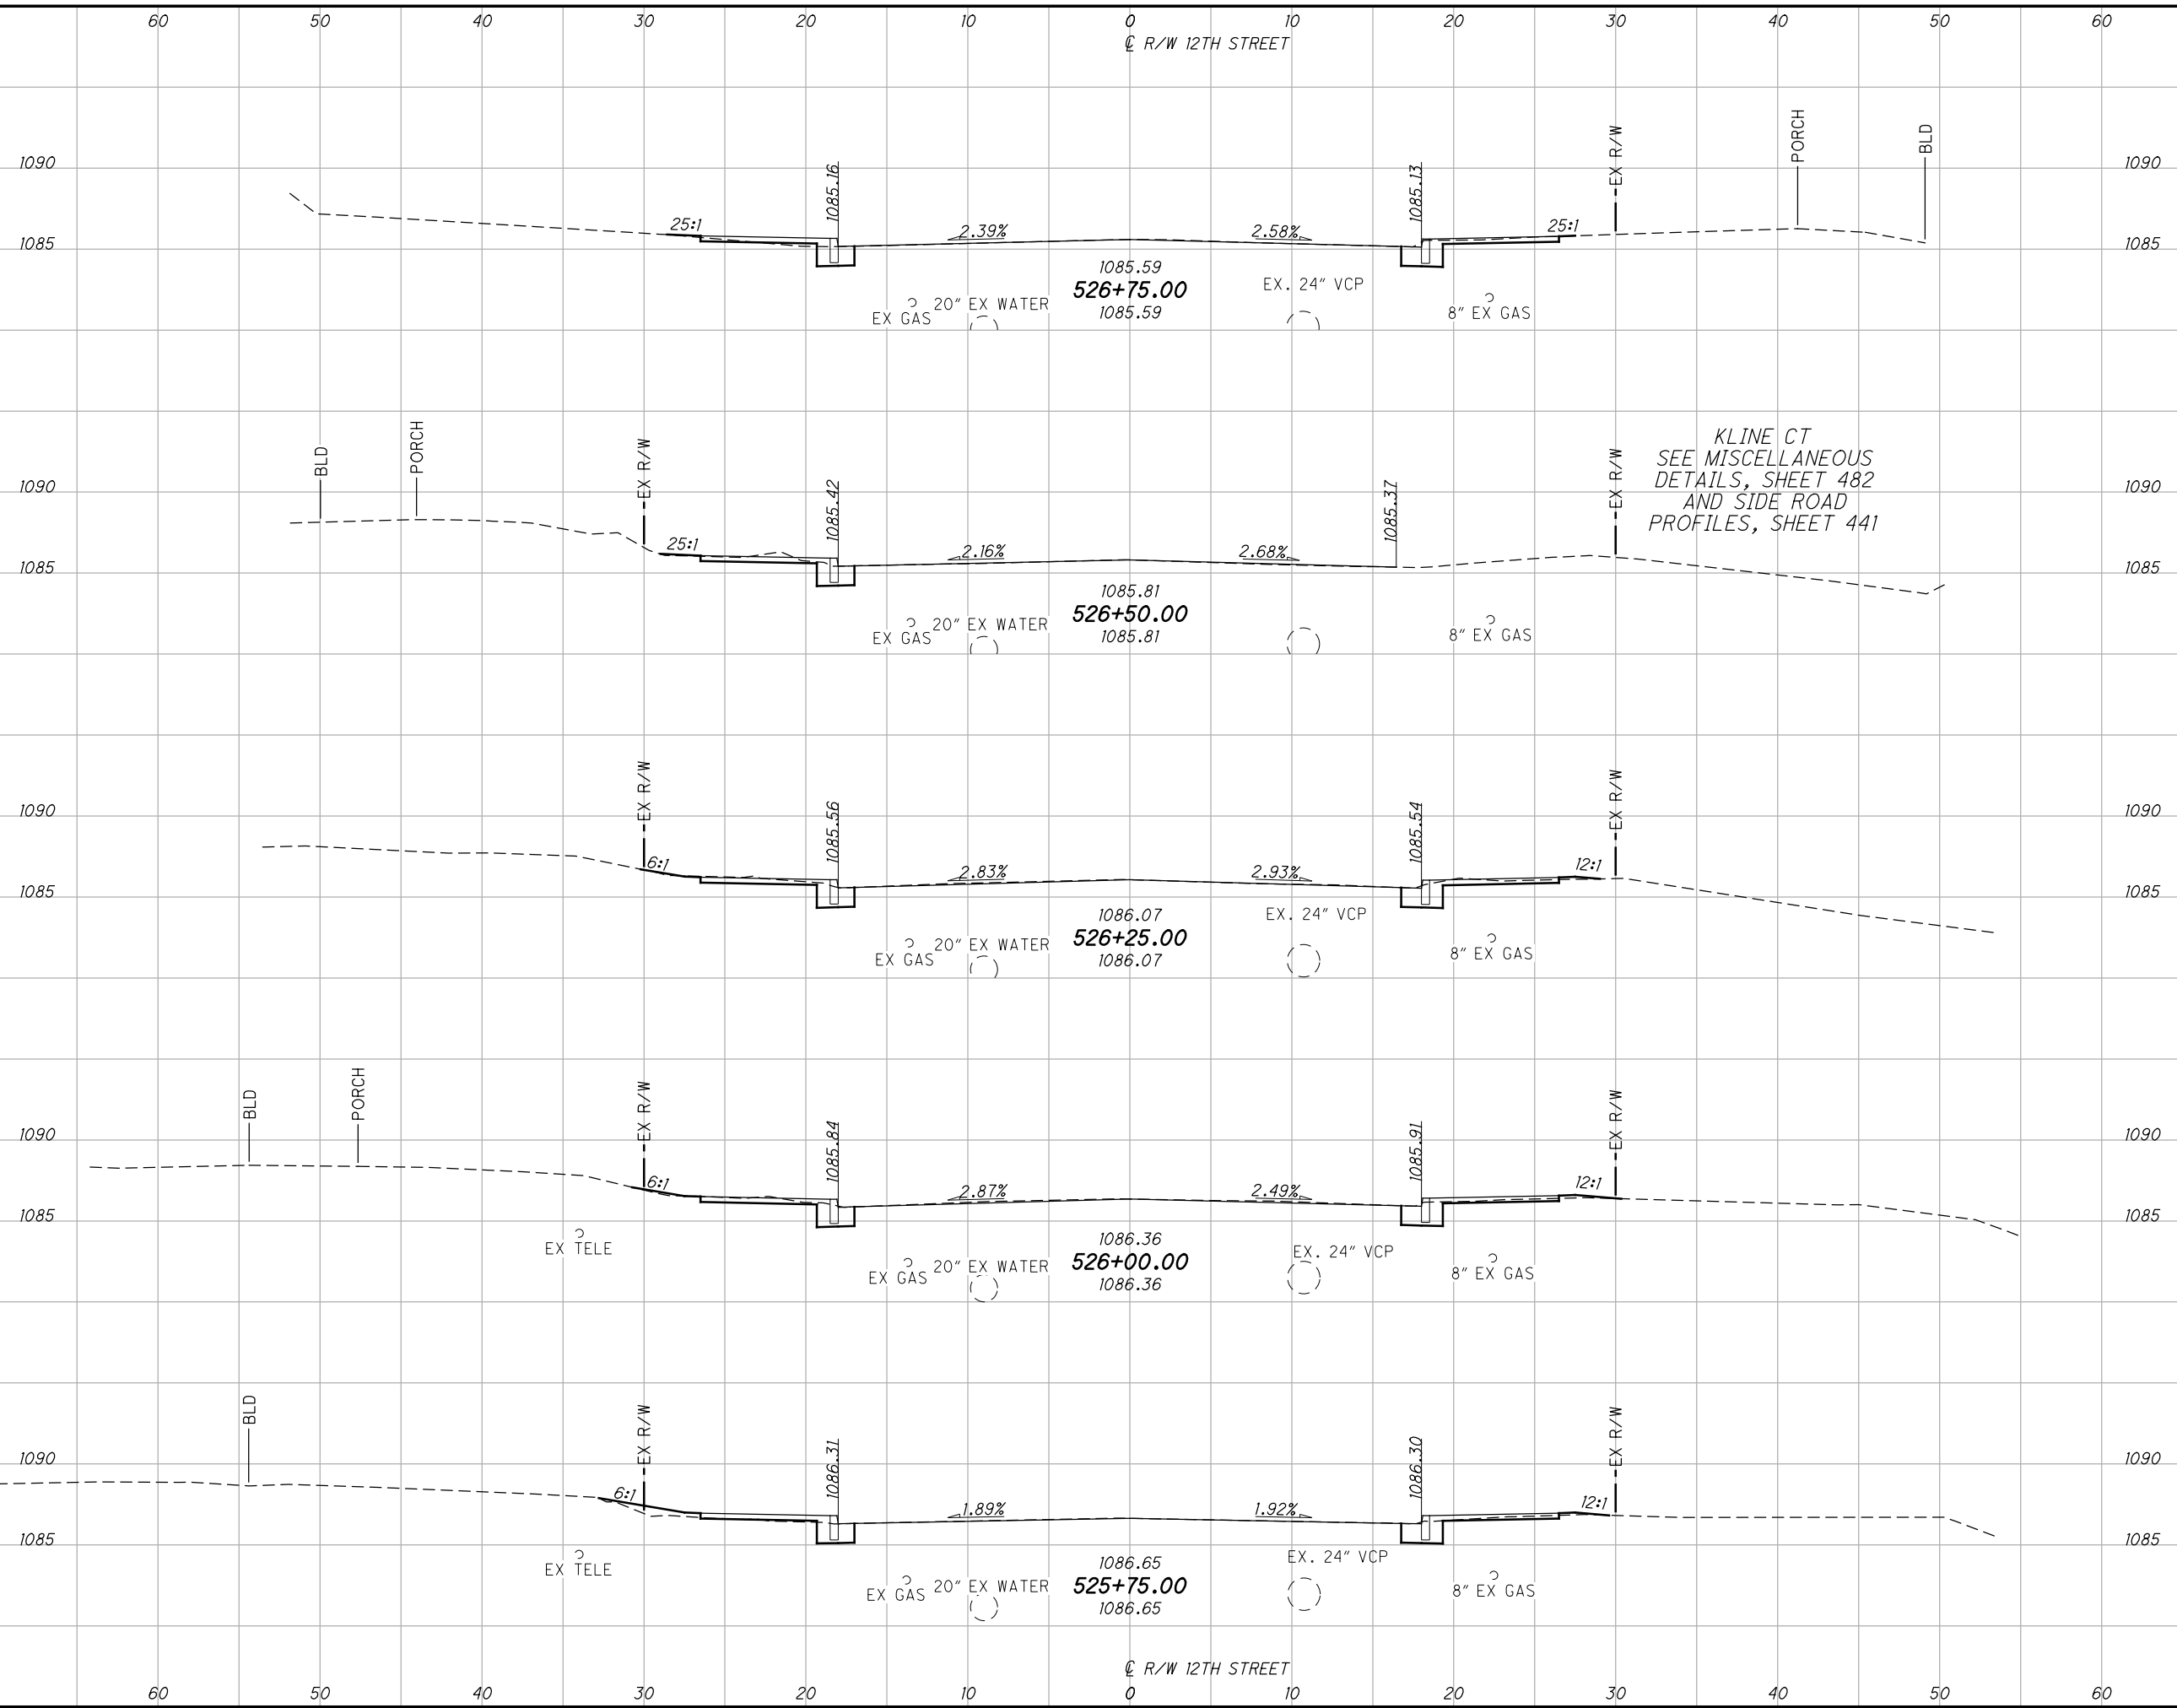 60 50 40 30 20 10 0 10 20 30 40 50 60
℄ R/W 12TH STREET
PORCH
BLD
EX R/W
1090 1085.16 1085.13 1090
25:1 2.39% 2.58% 25:1
1085 1085
1085.59
526+75.00
1085.59
EX GAS 20" EX WATER
EX. 24" VCP
8" EX GAS
BLD
PORCH
EX R/W
EX R/W
KLINE CT
SEE MISCELLANEOUS
DETAILS, SHEET 482
AND SIDE ROAD
PROFILES, SHEET 441
1090 1085.42 1085.37 1090
25:1 2.16% 2.68%
1085 1085
1085.81
526+50.00
1085.81
EX GAS 20" EX WATER
8" EX GAS
EX R/W
EX R/W
1090 1085.56 1085.54 1090
6:1 2.83% 2.93% 12:1
1085 1085
1086.07
526+25.00
1086.07
EX GAS 20" EX WATER
EX. 24" VCP
8" EX GAS
BLD
PORCH
EX R/W
EX R/W
1090 1085.84 1085.91 1090
6:1 2.87% 2.49% 12:1
1085 1085
1086.36
526+00.00
1086.36
EX TELE
EX GAS 20" EX WATER
EX. 24" VCP
8" EX GAS
BLD
EX R/W
EX R/W
1090 1086.31 1086.30 1090
6:1 1.89% 1.92% 12:1
1085 1085
1086.65
525+75.00
1086.65
EX TELE
EX GAS 20" EX WATER
EX. 24" VCP
8" EX GAS
℄ R/W 12TH STREET
60 50 40 30 20 10 0 10 20 30 40 50 60